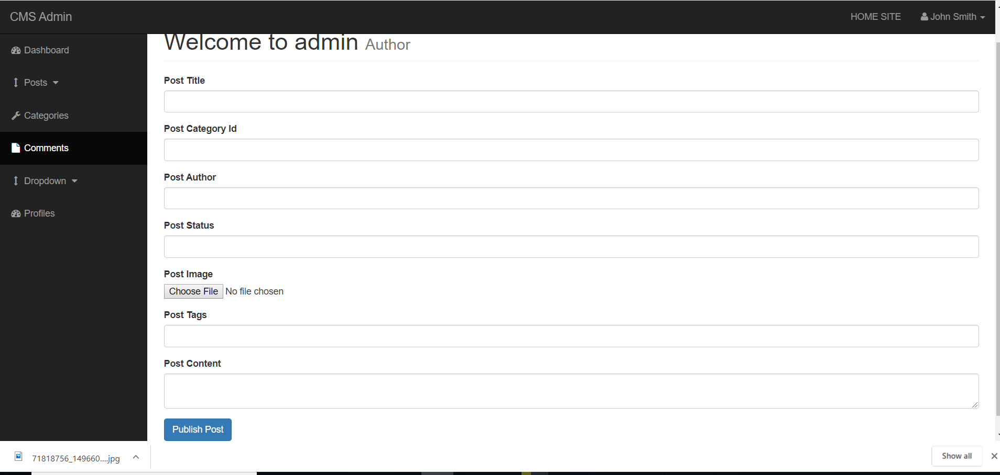 CMS Admin
HOME SITE
John Smith
Dashboard
Posts
Categories
Comments
Dropdown
Profiles
Welcome to admin Author
Post Title
Post Category Id
Post Author
Post Status
Post Image
Choose File No file chosen
Post Tags
Post Content
Publish Post
71818756_149660....jpg
Show all